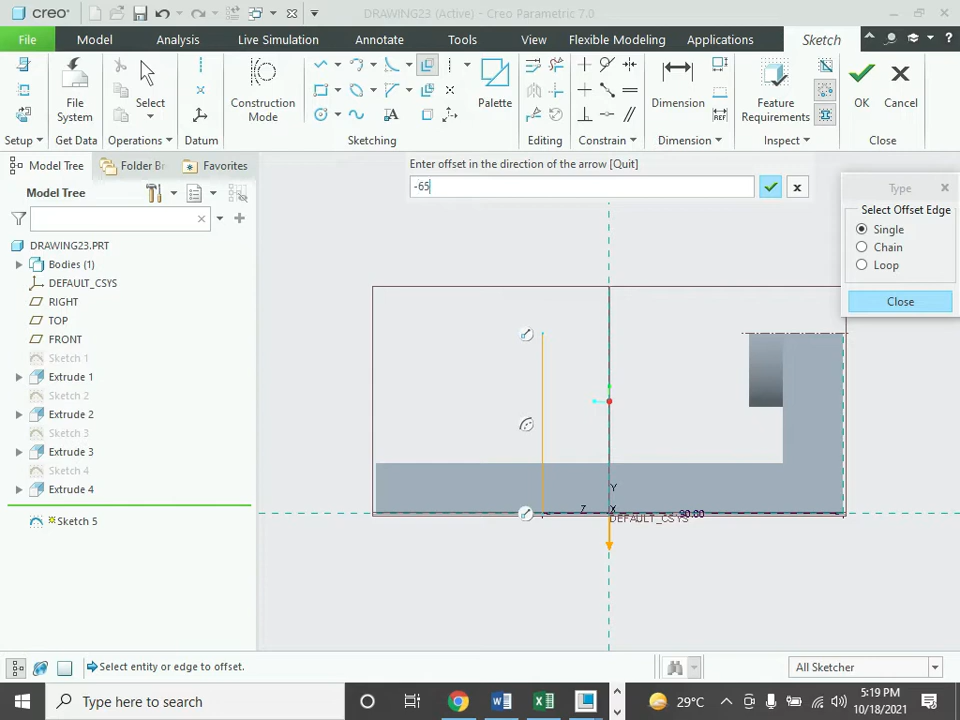 creo DRAWING23 (Active) - Creo Parametric 7.0
File Model Analysis Live Simulation Annotate Tools View Flexible Modeling Applications Sketch
File System Select Construction Mode Palette Dimension REF Feature Requirements OK Cancel
Setup Get Data Operations Datum Sketching Editing Constrain Dimension Inspect Close
Model Tree Folder Br Favorites
Enter offset in the direction of the arrow [Quit]
-65
Type
Select Offset Edge
Single
Chain
Loop
Close
Model Tree
DRAWING23.PRT
Bodies (1)
DEFAULT_CSYS
RIGHT
TOP
FRONT
Sketch 1
Extrude 1
Sketch 2
Extrude 2
Sketch 3
Extrude 3
Sketch 4
Extrude 4
Sketch 5
Y
Z X 90.00
DEFAULT_CSYS
Select entity or edge to offset.
All Sketcher
Type here to search
29°C
5:19 PM
10/18/2021